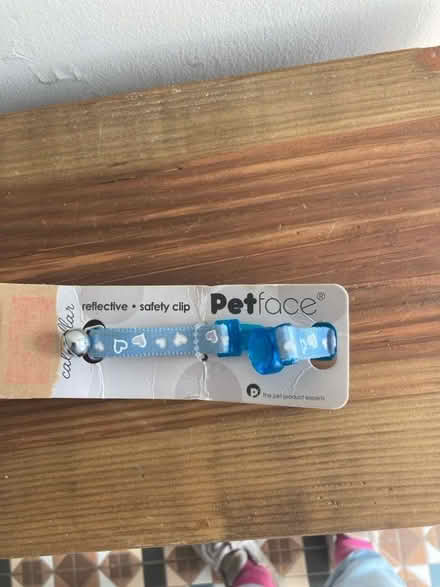 reflective • safety clip
Petface®
cat collar
p the pet product experts